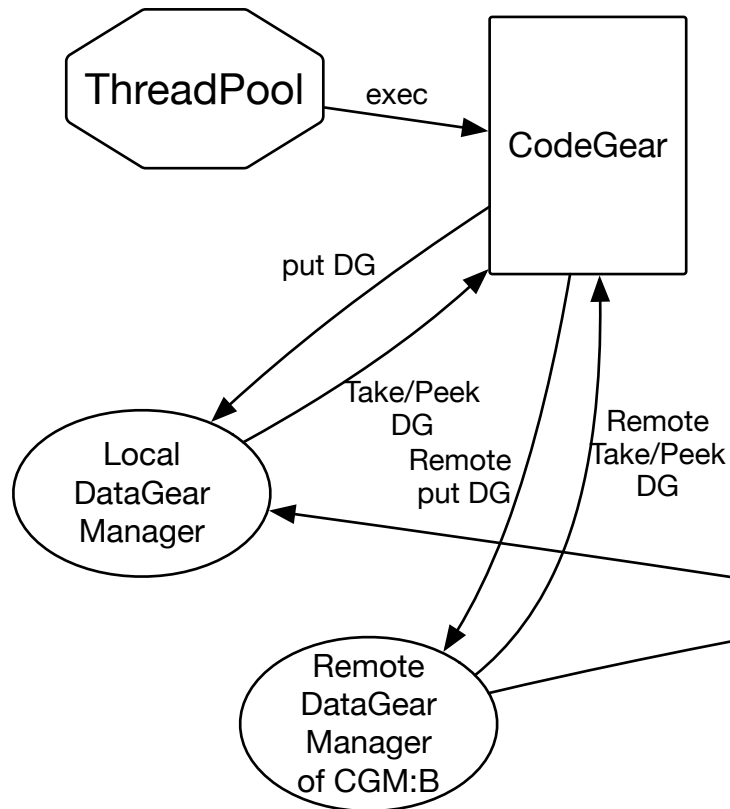 ThreadPool
exec
CodeGear
put DG
Take/Peek
DG
Remote
put DG
Remote
Take/Peek
DG
Local
DataGear
Manager
Remote
DataGear
Manager
of CGM:B